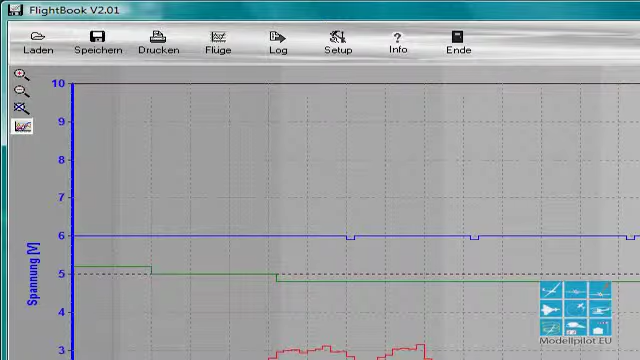 FlightBook V2.01
Laden Speichern Drucken Flüge Log Setup Info Ende
10
9
8
7
6
5
4
3
Spannung [V]
Modellpilot.EU